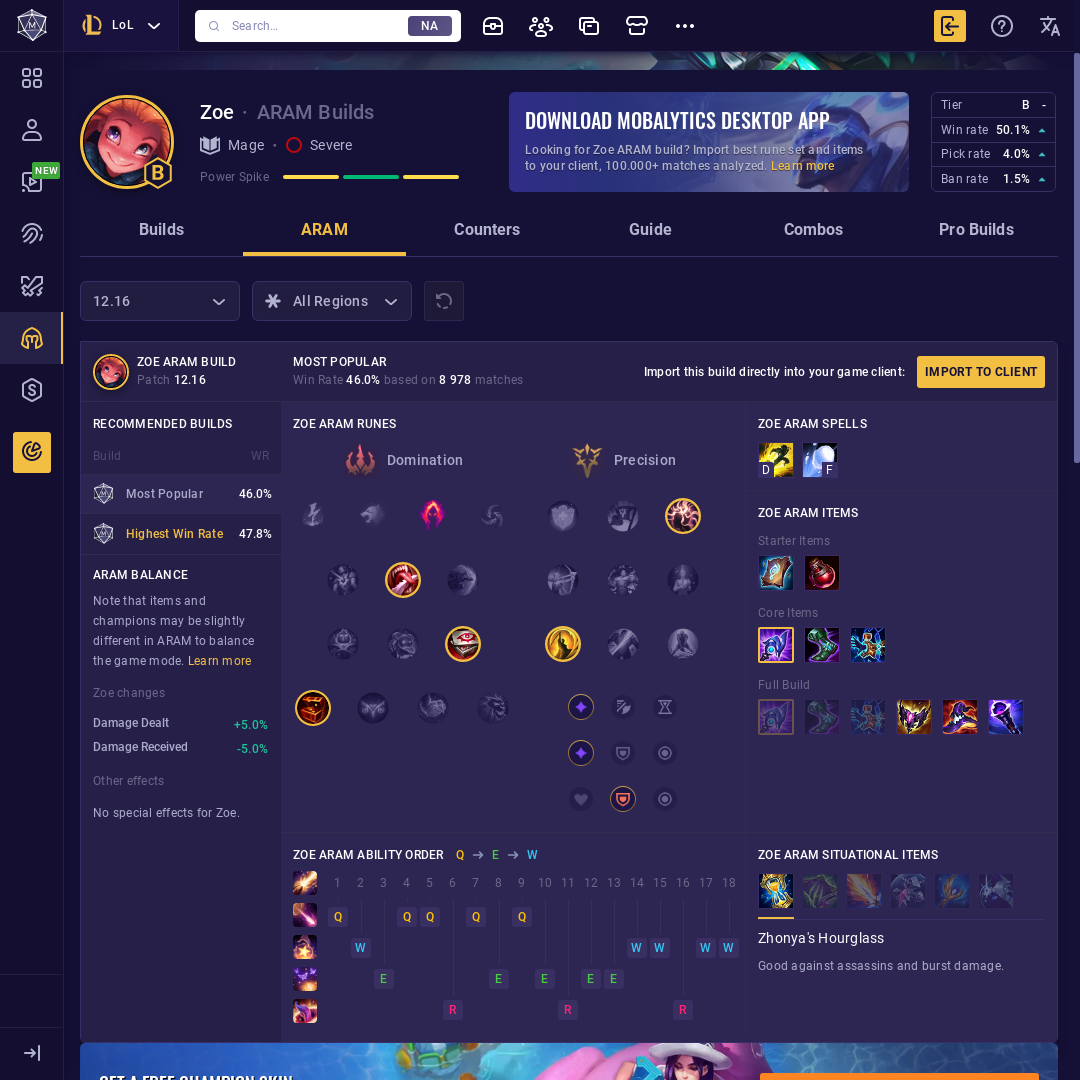 LoL
Search...
NA
NEW
B
Zoe · ARAM Builds
Mage • Severe
Power Spike
DOWNLOAD MOBALYTICS DESKTOP APP
Looking for Zoe ARAM build? Import best rune set and items
to your client, 100.000+ matches analyzed. Learn more
Tier B -
Win rate 50.1%
Pick rate 4.0%
Ban rate 1.5%
Builds
ARAM
Counters
Guide
Combos
Pro Builds
12.16
All Regions
ZOE ARAM BUILD
Patch 12.16
MOST POPULAR
Win Rate 46.0% based on 8 978 matches
Import this build directly into your game client:
IMPORT TO CLIENT
RECOMMENDED BUILDS
Build WR
Most Popular 46.0%
Highest Win Rate 47.8%
ARAM BALANCE
Note that items and
champions may be slightly
different in ARAM to balance
the game mode. Learn more
Zoe changes
Damage Dealt +5.0%
Damage Received -5.0%
Other effects
No special effects for Zoe.
ZOE ARAM RUNES
Domination
Precision
ZOE ARAM SPELLS
D
F
ZOE ARAM ITEMS
Starter Items
Core Items
Full Build
ZOE ARAM ABILITY ORDER Q → E → W
1 2 3 4 5 6 7 8 9 10 11 12 13 14 15 16 17 18
Q Q Q Q Q
W W W W W
E E E E E
R R R
ZOE ARAM SITUATIONAL ITEMS
Zhonya's Hourglass
Good against assassins and burst damage.
GET A FREE CHAMPION SKIN